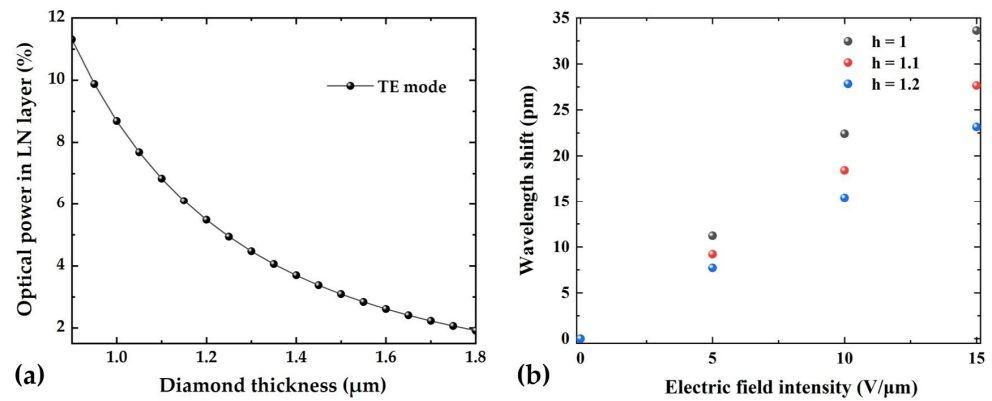 12
10
8
6
4
2
Optical power in LN layer (%)
TE mode
1.0
1.2
1.4
1.6
1.8
Diamond thickness (μm)
(a)
35
30
25
20
15
10
5
0
Wavelength shift (pm)
h = 1
h = 1.1
h = 1.2
0
5
10
15
Electric field intensity (V/μm)
(b)